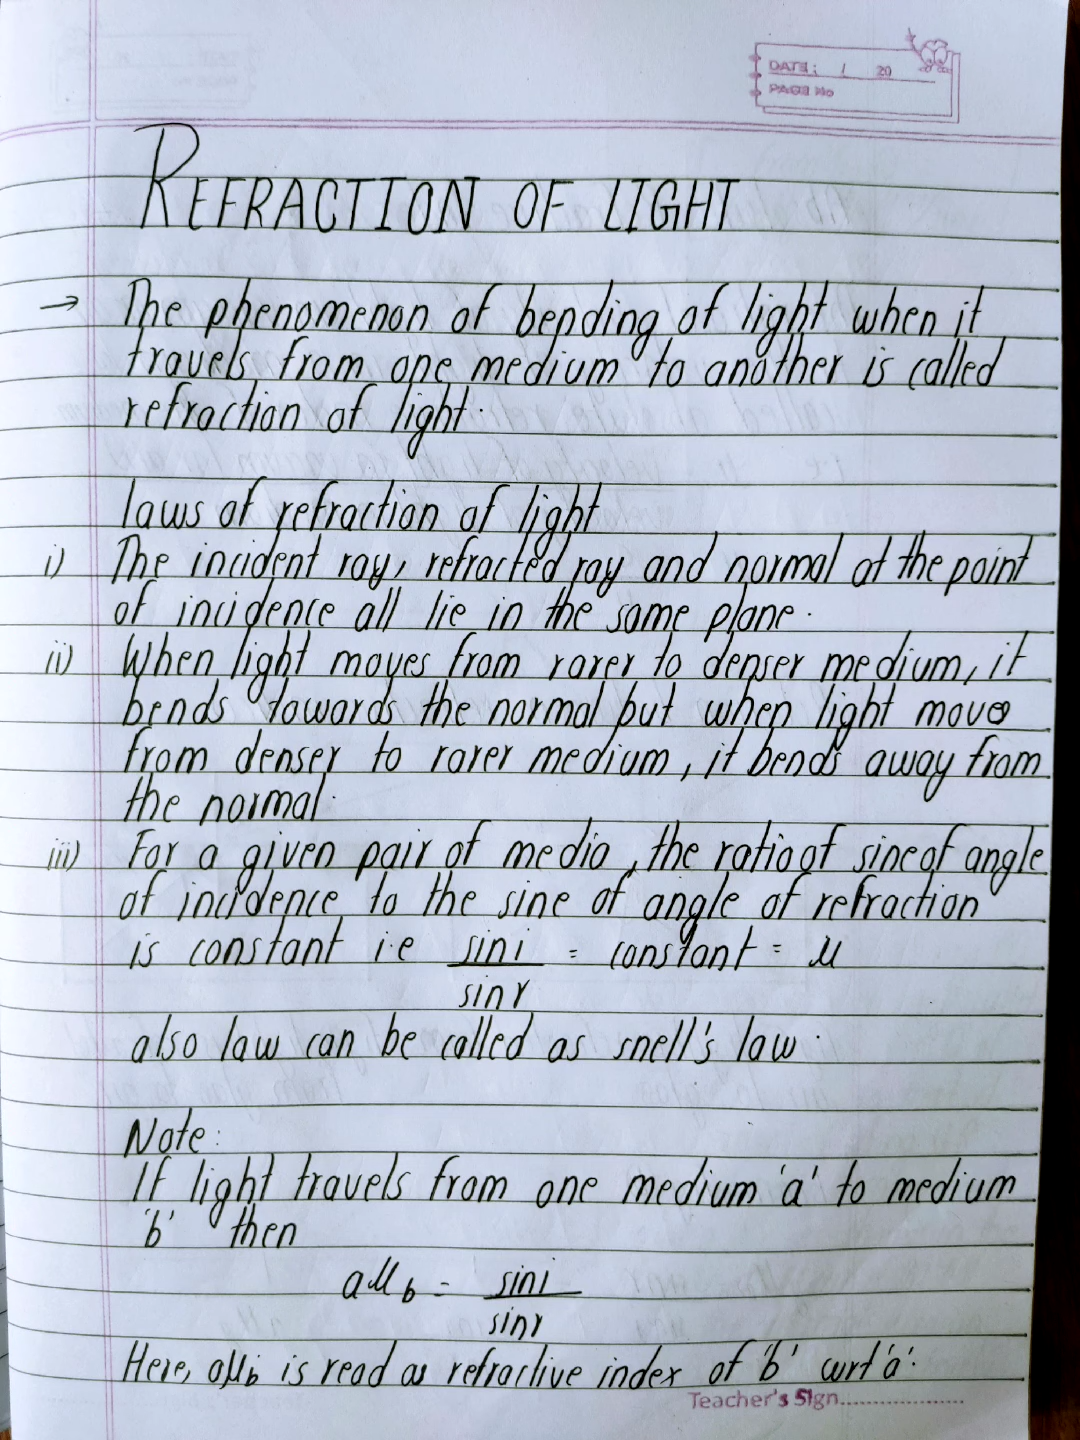 DATE: / 20
PAGE No
REFRACTION OF LIGHT
→ The phenomenon of bending of light when it
travels from one medium to another is called
refraction of light.
laws of refraction of light
i) The incident ray, refracted ray and normal at the point
of incidence all lie in the same plane.
ii) When light moves from rarer to denser medium, it
bends towards the normal but when light moves
from denser to rarer medium, it bends away from
the normal.
iii) For a given pair of media, the ratio of sine of angle
of incidence to the sine of angle of refraction
is constant i.e sin i = constant = μ
sin r
also law can be called as snell's law.
Note:
If light travels from one medium 'a' to medium
'b' then
aμb = sin i
sin r
Here, aμb is read as refractive index of 'b' wrt 'a'.
Teacher's Sign....................